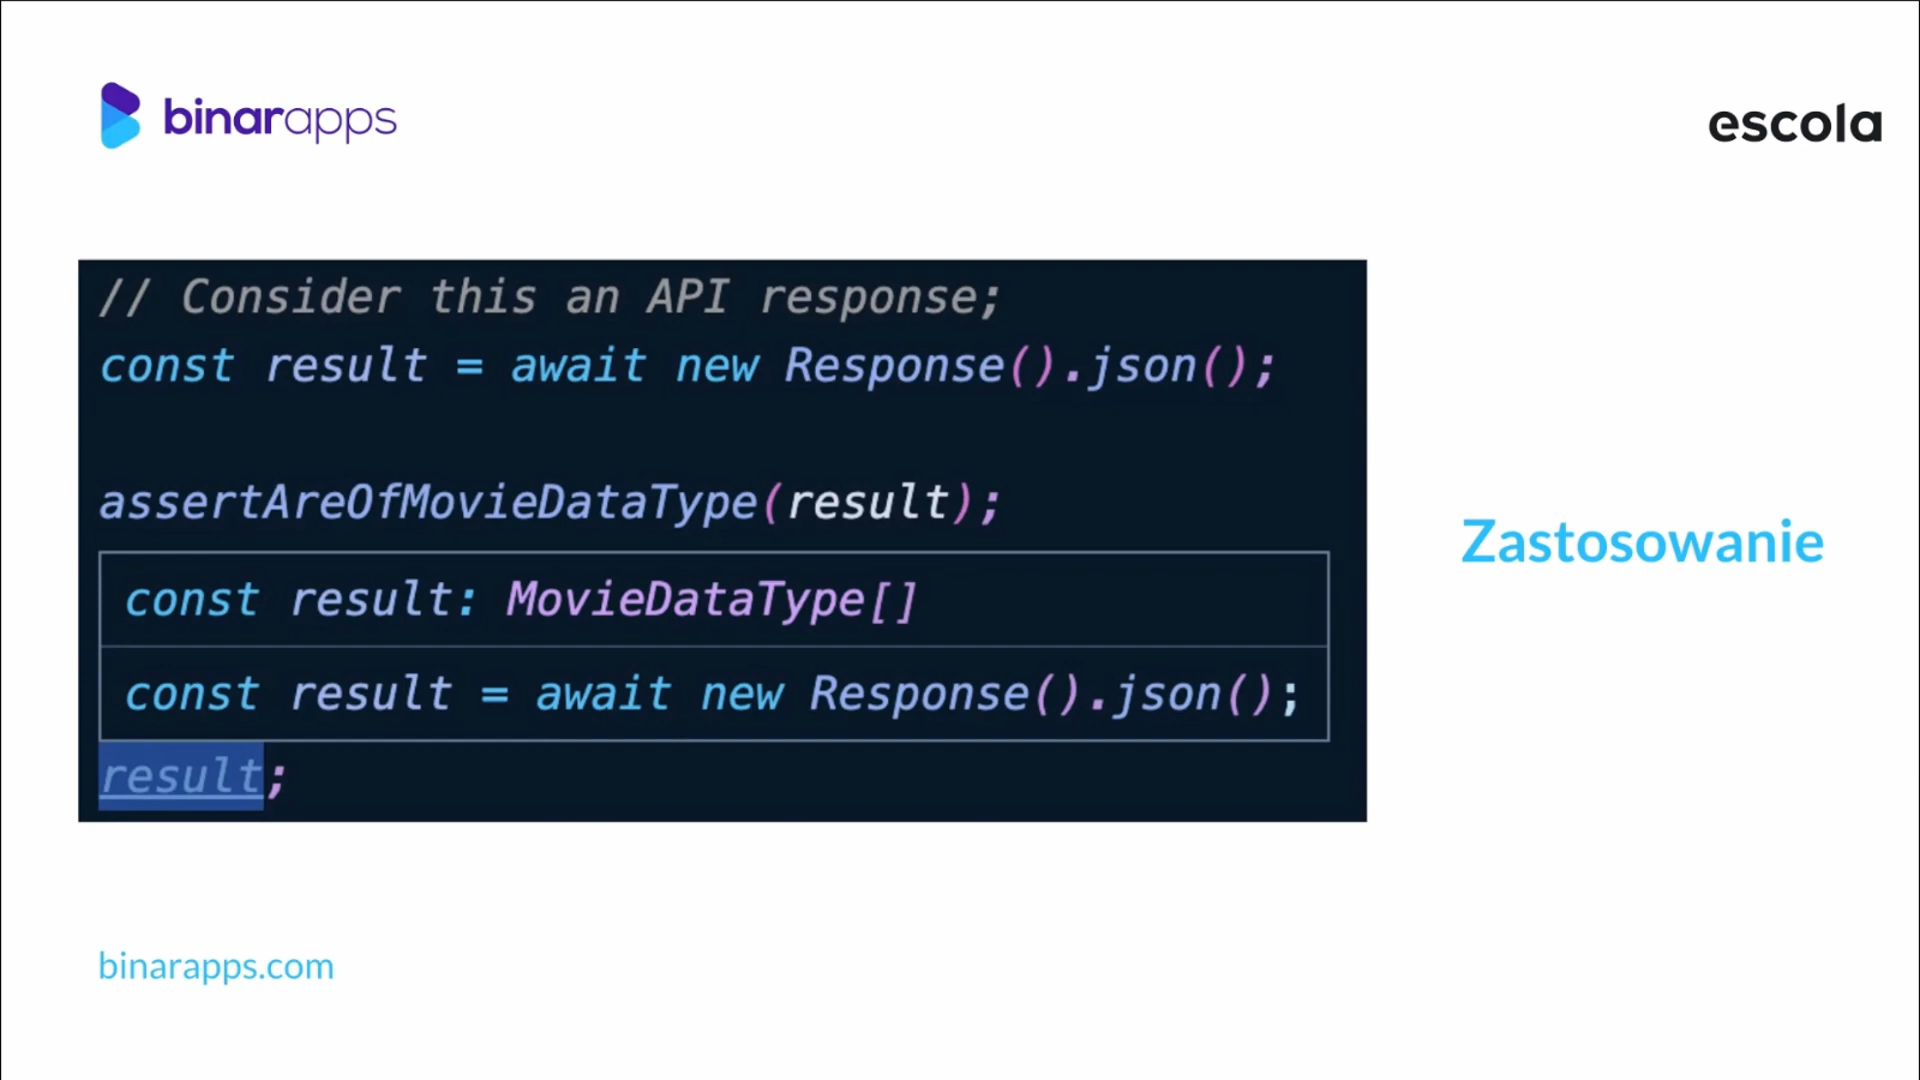 binarapps
escola
// Consider this an API response;
const result = await new Response().json();
assertAreOfMovieDataType(result);
const result: MovieDataType[]
const result = await new Response().json();
result;
Zastosowanie
binarapps.com